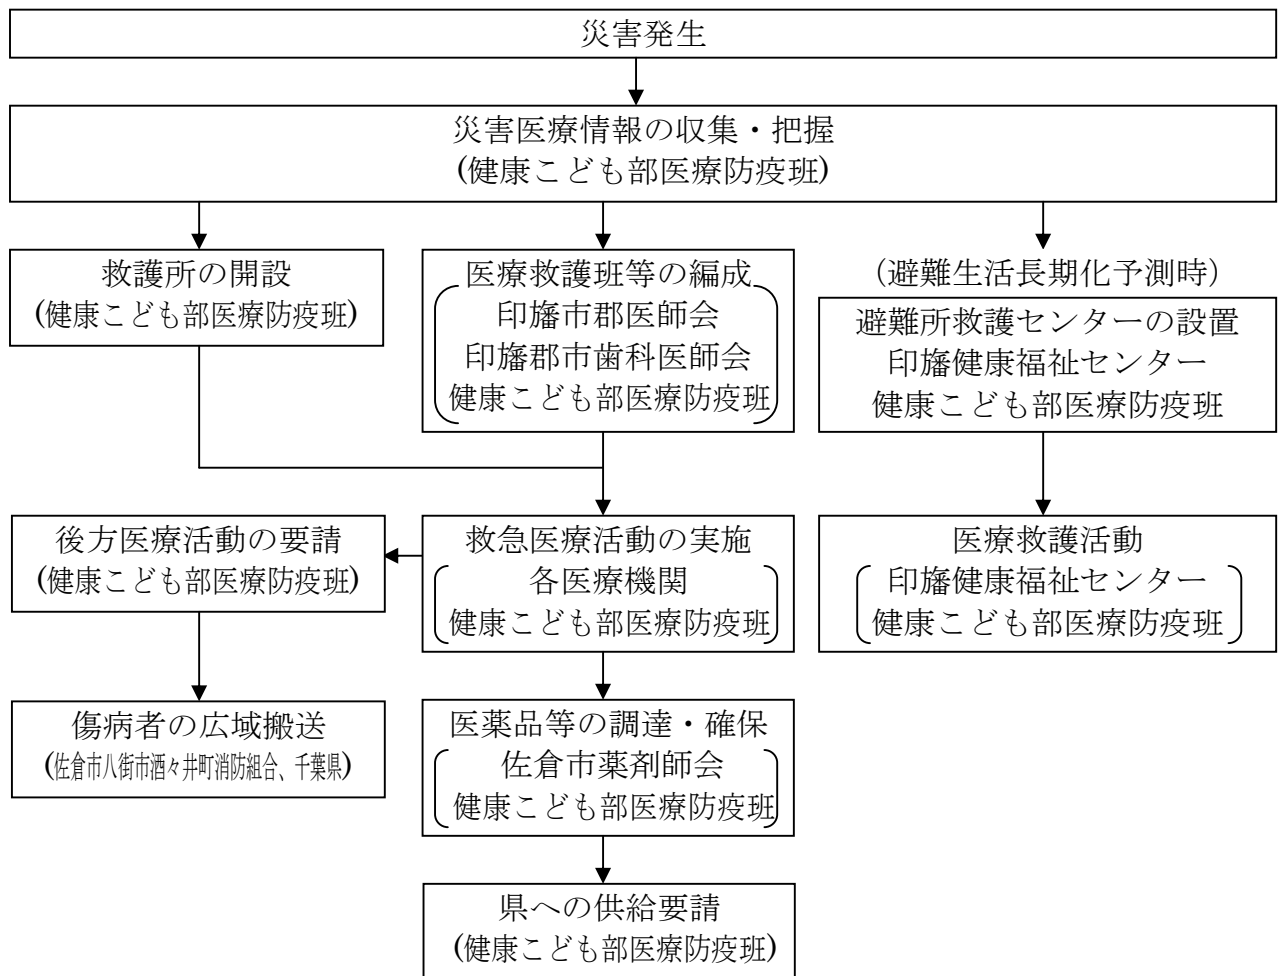 災害発生
災害医療情報の収集・把握
(健康こども部医療防疫班)
救護所の開設
(健康こども部医療防疫班)
医療救護班等の編成
印旛市郡医師会
印旛郡市歯科医師会
健康こども部医療防疫班
(避難生活長期化予測時)
避難所救護センターの設置
印旛健康福祉センター
健康こども部医療防疫班
後方医療活動の要請
(健康こども部医療防疫班)
救急医療活動の実施
各医療機関
健康こども部医療防疫班
医療救護活動
印旛健康福祉センター
健康こども部医療防疫班
傷病者の広域搬送
(佐倉市八街市酒々井町消防組合、千葉県)
医薬品等の調達・確保
佐倉市薬剤師会
健康こども部医療防疫班
県への供給要請
(健康こども部医療防疫班)